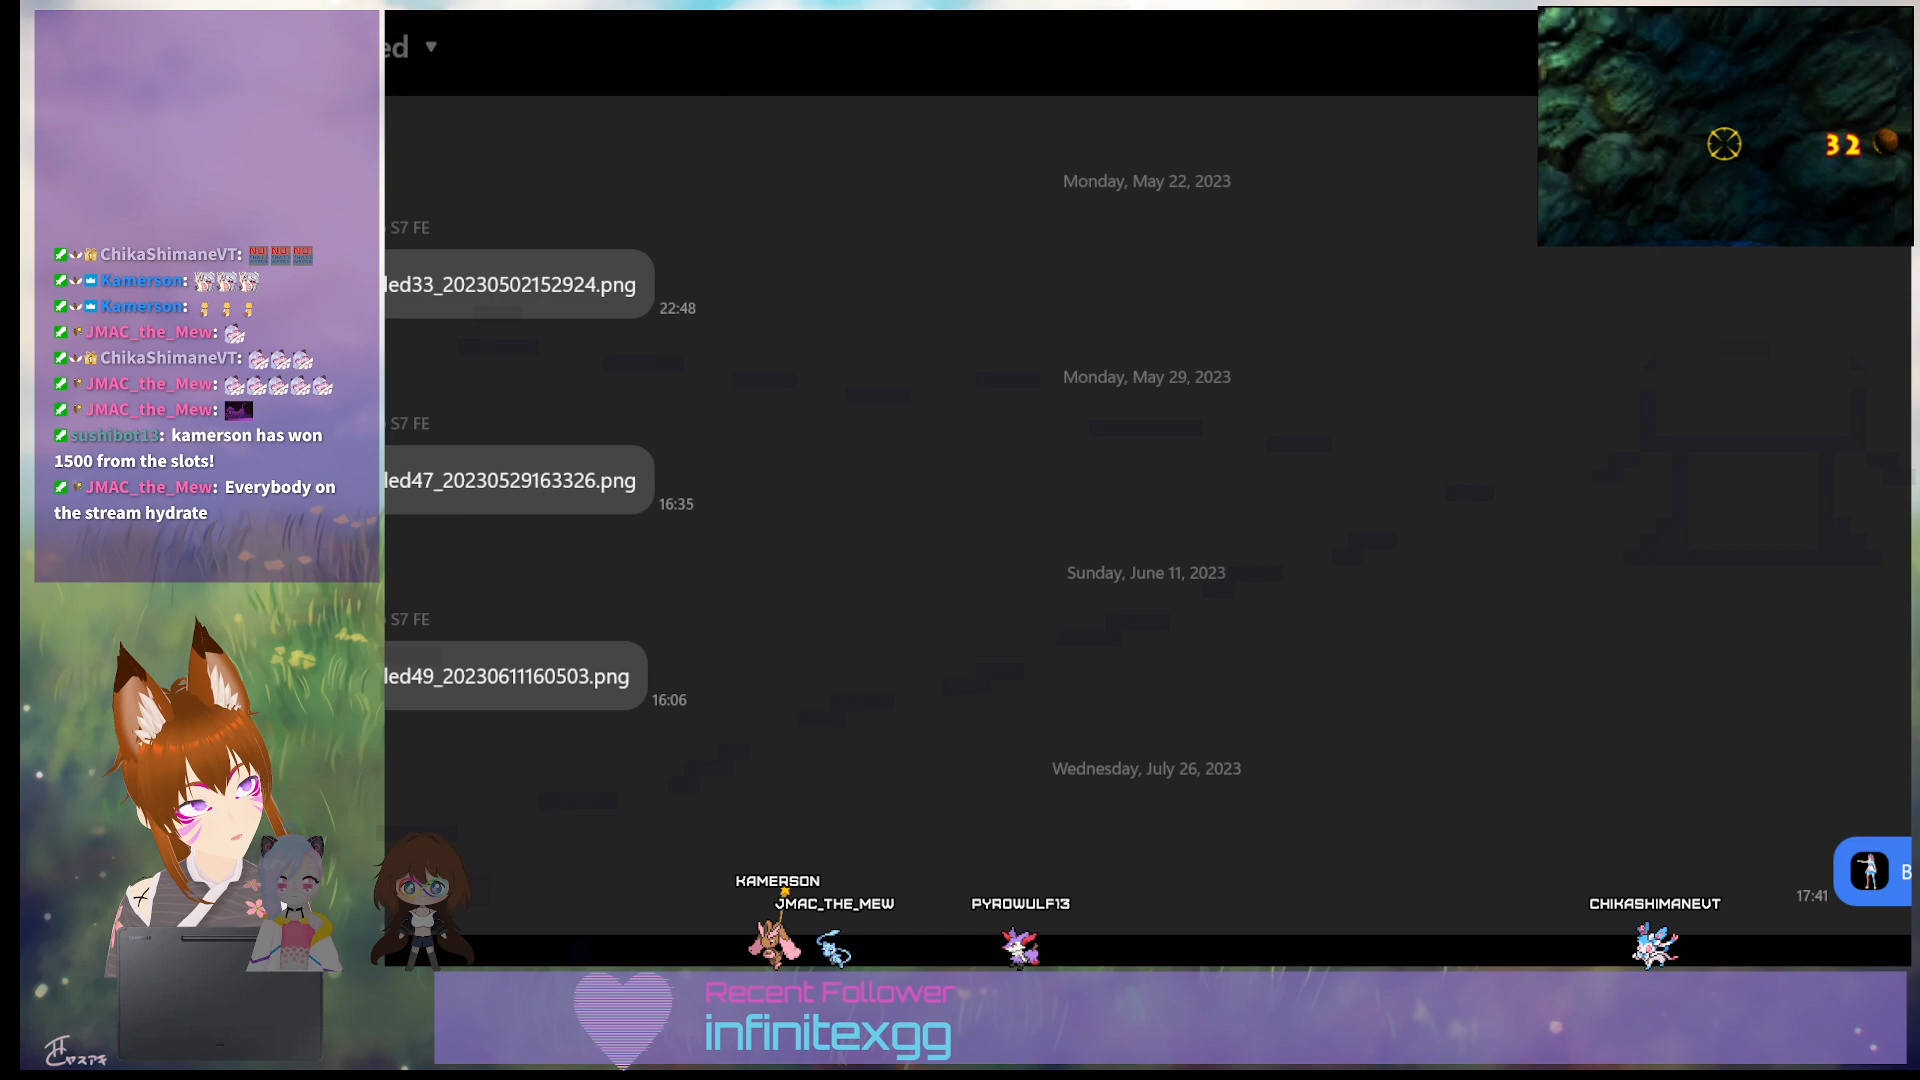 ed ▼
32
Monday, May 22, 2023
S7 FE
led33_20230502152924.png
22:48
Monday, May 29, 2023
S7 FE
led47_20230529163326.png
16:35
Sunday, June 11, 2023
S7 FE
led49_20230611160503.png
16:06
Wednesday, July 26, 2023
B
17:41
ChikaShimaneVT:
Kamerson:
Kamerson:
JMAC_the_Mew:
ChikaShimaneVT:
JMAC_the_Mew:
JMAC_the_Mew:
sushibot13: kamerson has won
1500 from the slots!
JMAC_the_Mew: Everybody on
the stream hydrate
KAMERSON
JMAC_THE_MEW
PYROWULF13
CHIKASHIMANEVT
SAMSUNG
Recent Follower
infinitexgg